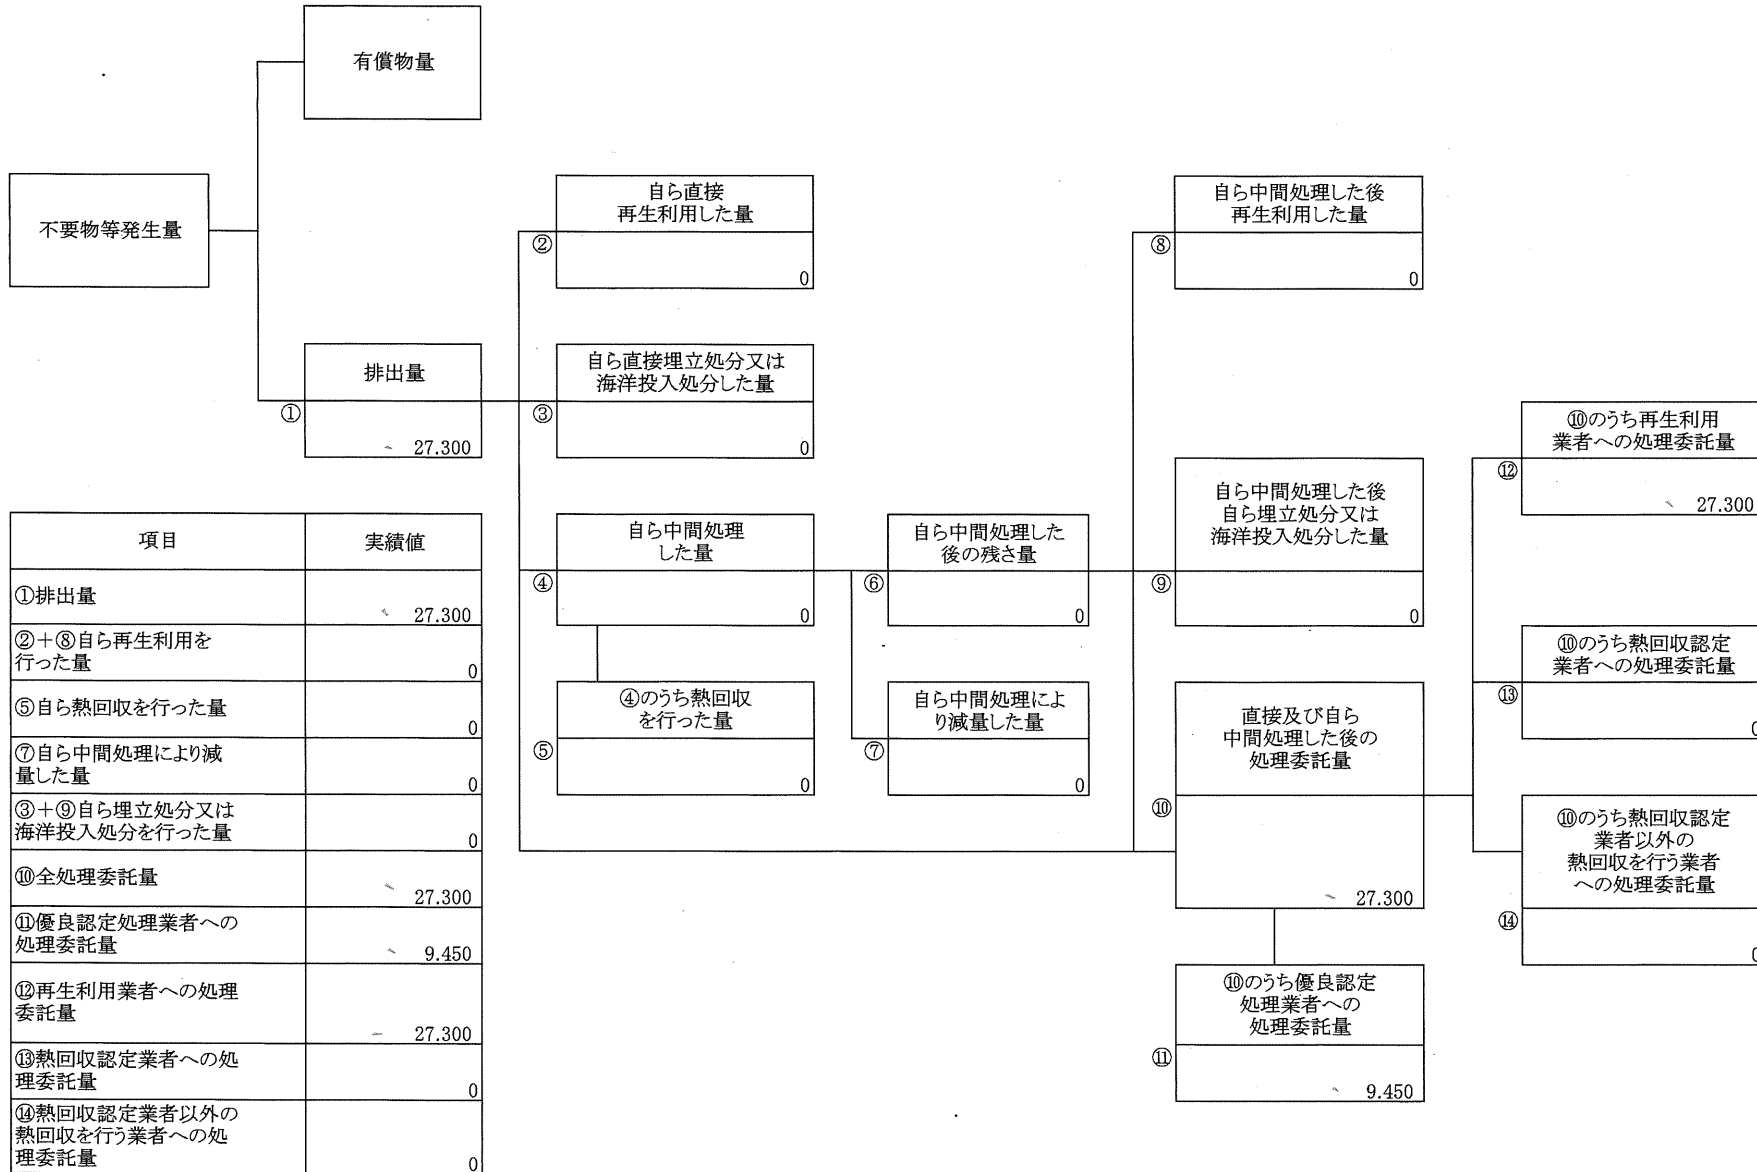 有償物量
不要物等発生量
排出量
①
27.300
自ら直接
再生利用した量
②
0
自ら直接埋立処分又は
海洋投入処分した量
③
0
自ら中間処理
した量
④
0
④のうち熱回収
を行った量
⑤
0
自ら中間処理した
後の残さ量
⑥
0
自ら中間処理によ
り減量した量
⑦
0
自ら中間処理した後
再生利用した量
⑧
0
自ら中間処理した後
自ら埋立処分又は
海洋投入処分した量
⑨
0
直接及び自ら
中間処理した後の
処理委託量
⑩
27.300
⑩のうち優良認定
処理業者への
処理委託量
⑪
9.450
⑩のうち再生利用
業者への処理委託量
⑫
27.300
⑩のうち熱回収認定
業者への処理委託量
⑬
0
⑩のうち熱回収認定
業者以外の
熱回収を行う業者
への処理委託量
⑭
0
項目 実績値
①排出量
27.300
②+⑧自ら再生利用を
行った量
0
⑤自ら熱回収を行った量
0
⑦自ら中間処理により減
量した量
0
③+⑨自ら埋立処分又は
海洋投入処分を行った量
0
⑩全処理委託量
27.300
⑪優良認定処理業者への
処理委託量
9.450
⑫再生利用業者への処理
委託量
27.300
⑬熱回収認定業者への処
理委託量
0
⑭熱回収認定業者以外の
熱回収を行う業者への処
理委託量
0